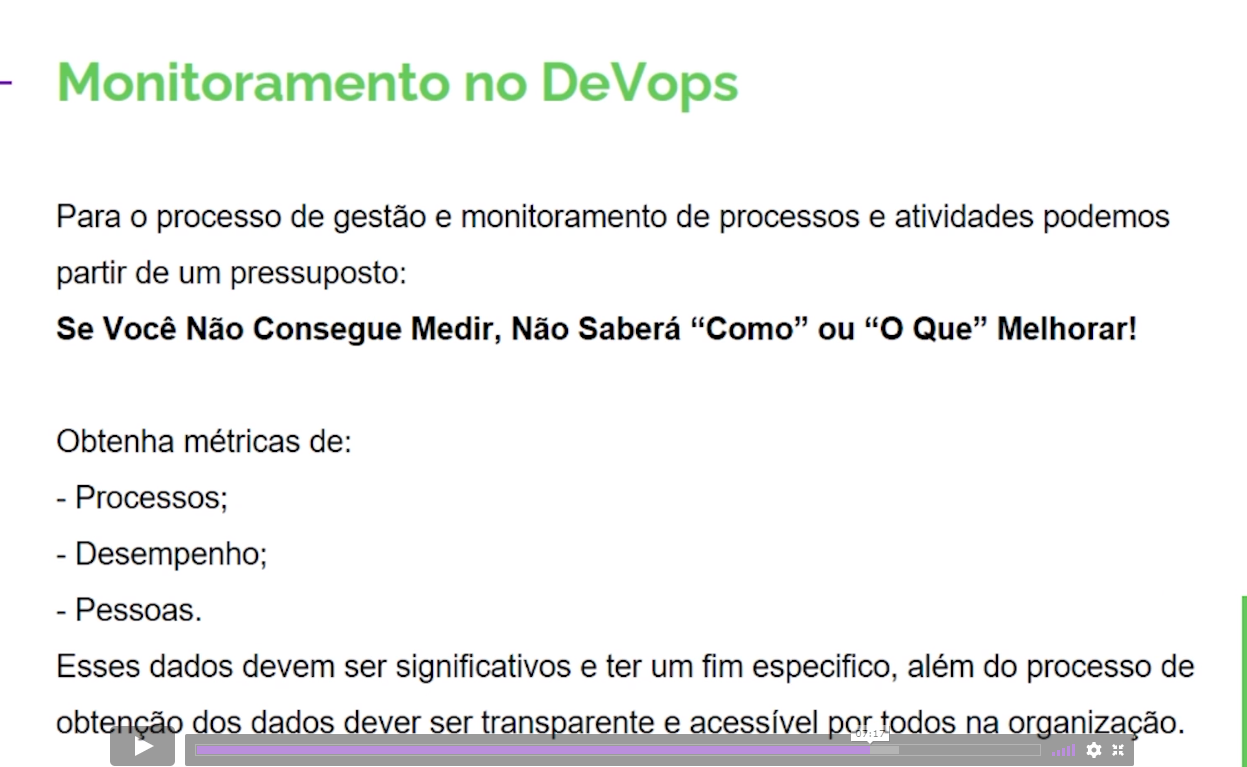 Monitoramento no DeVops
Para o processo de gestão e monitoramento de processos e atividades podemos
partir de um pressuposto:
Se Você Não Consegue Medir, Não Saberá “Como” ou “O Que” Melhorar!
Obtenha métricas de:
- Processos;
- Desempenho;
- Pessoas.
Esses dados devem ser significativos e ter um fim especifico, além do processo de
obtenção dos dados dever ser transparente e acessível por todos na organização.
07:17